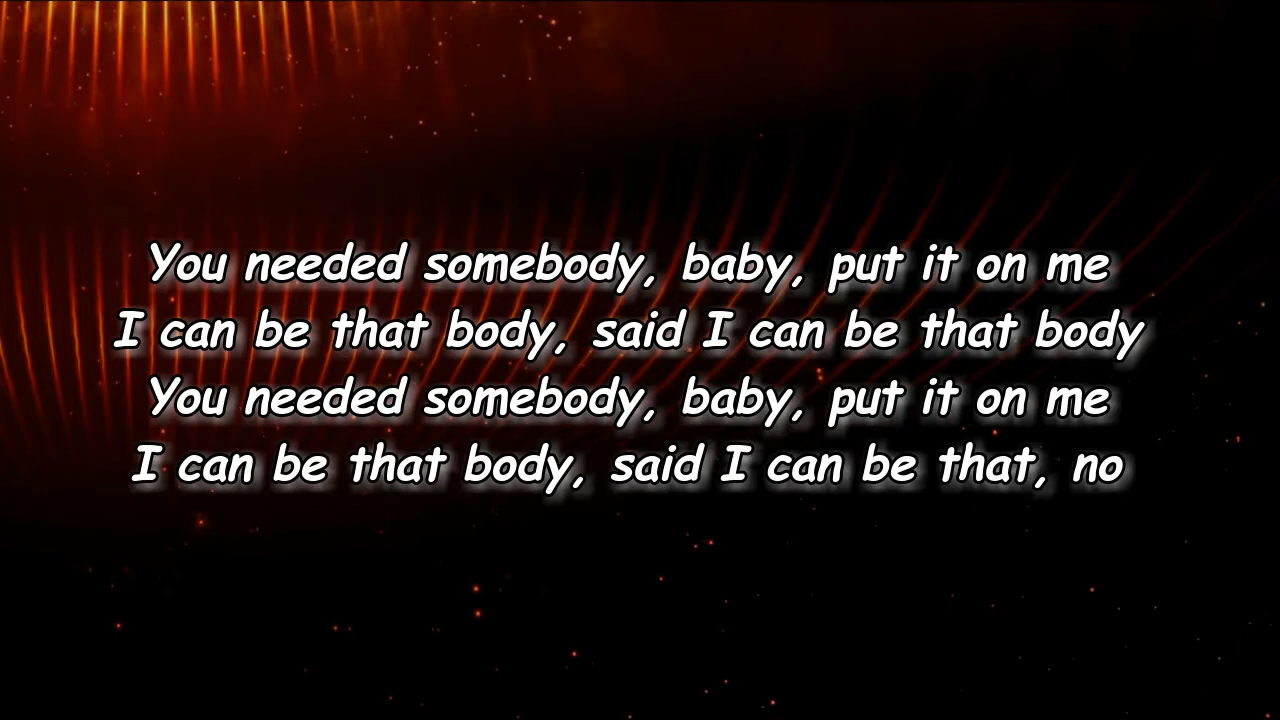 You needed somebody, baby, put it on me
I can be that body, said I can be that body
You needed somebody, baby, put it on me
I can be that body, said I can be that, no